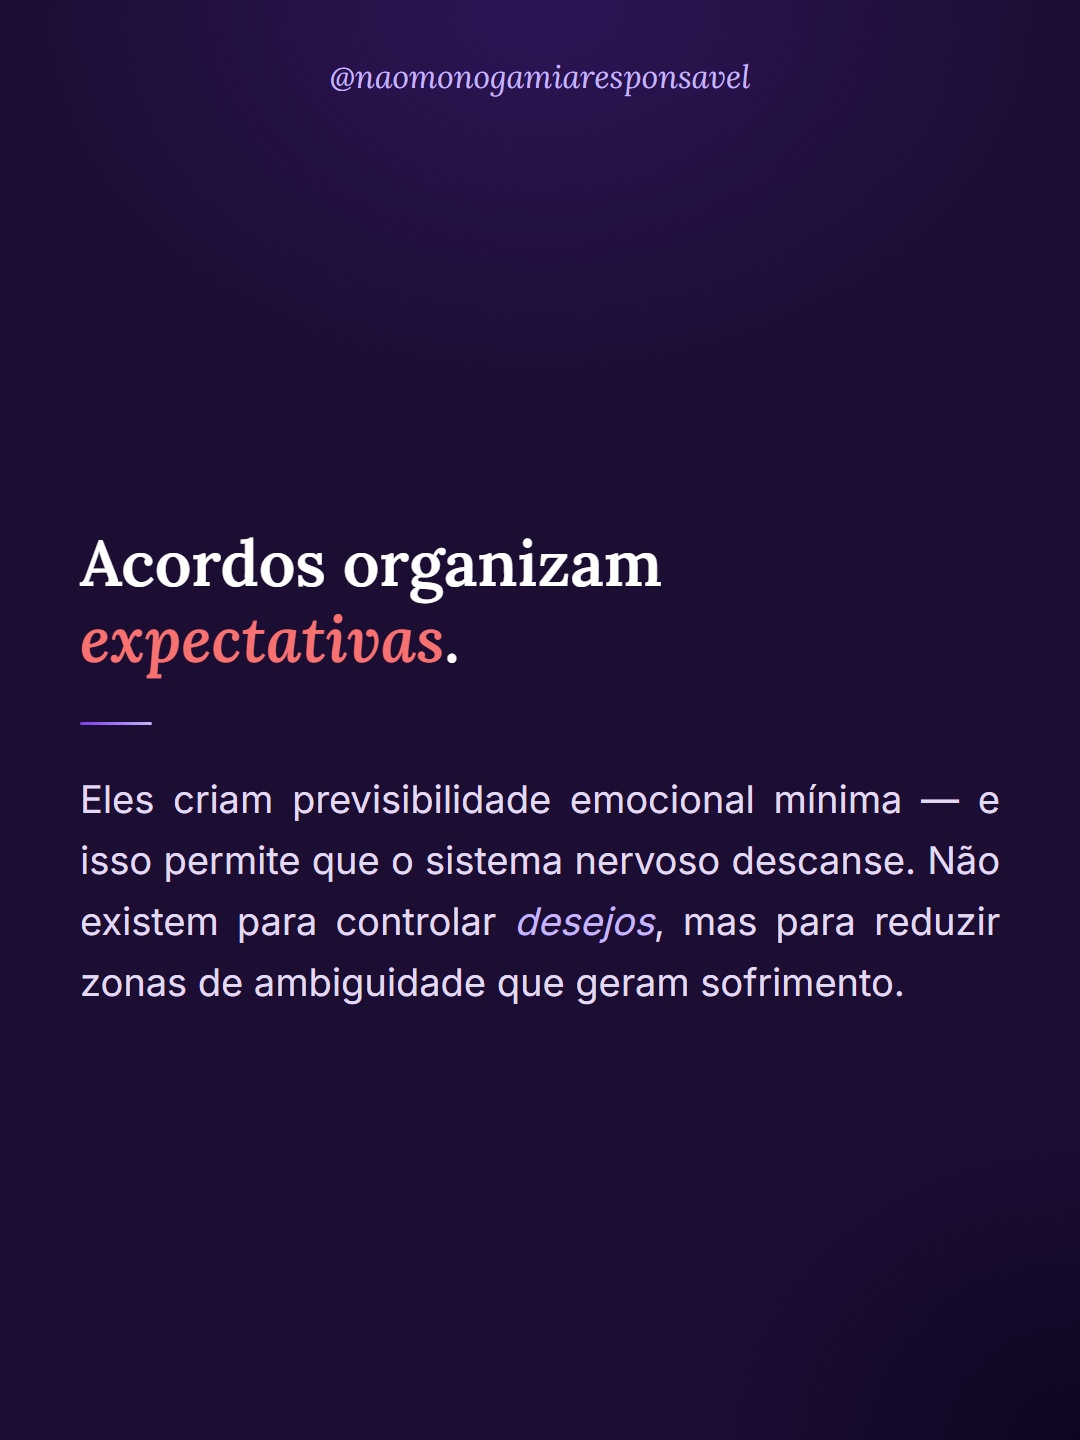 @naomonogamiaresponsavel
Acordos organizam
expectativas.
Eles criam previsibilidade emocional mínima — e
isso permite que o sistema nervoso descanse. Não
existem para controlar desejos, mas para reduzir
zonas de ambiguidade que geram sofrimento.